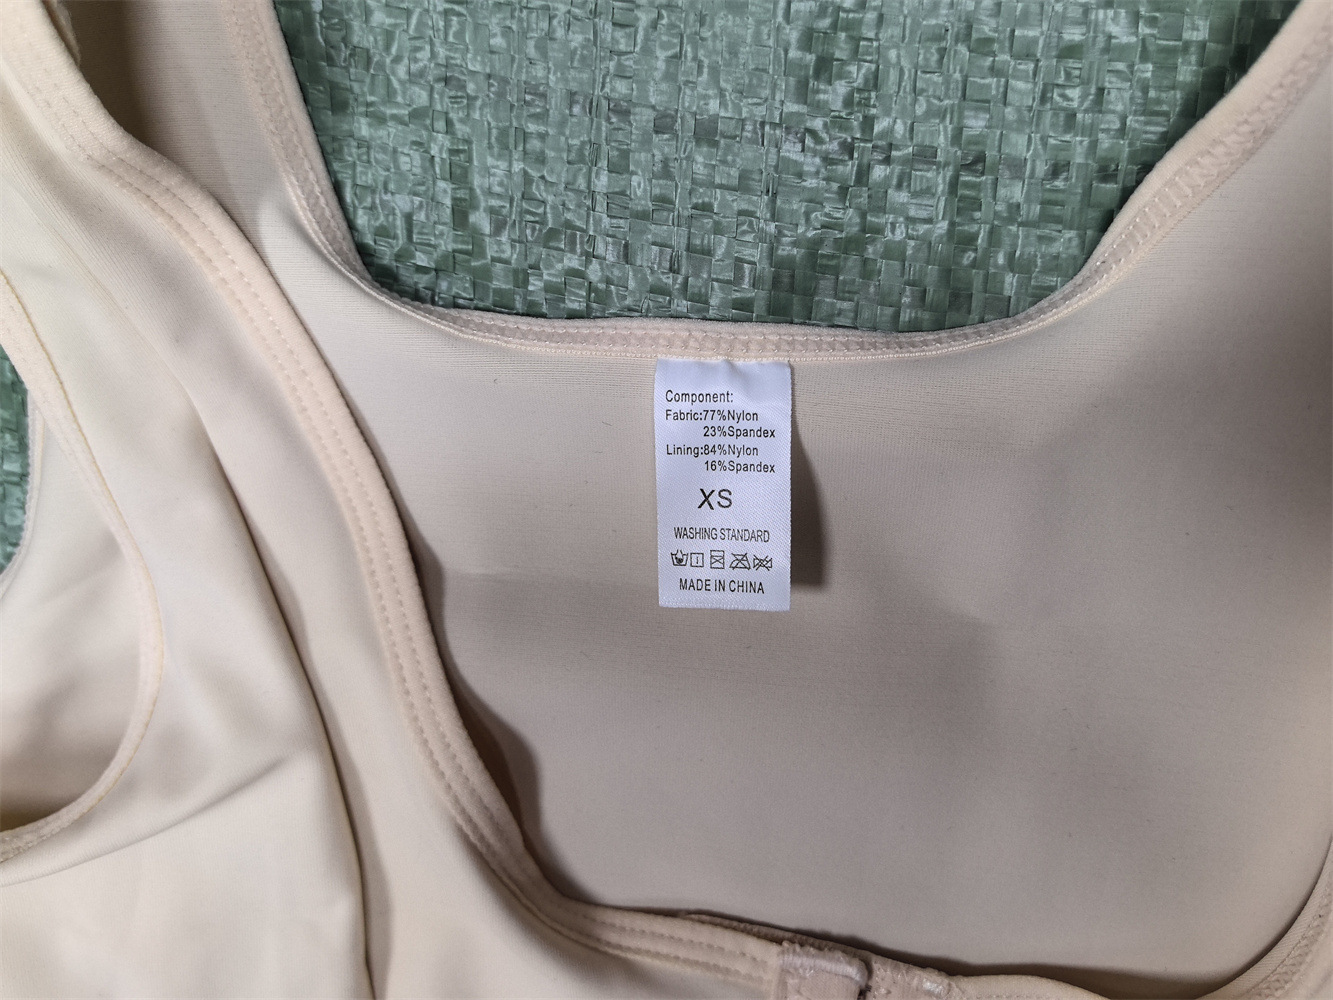 Component:
Fabric:77%Nylon
23%Spandex
Lining:84%Nylon
16%Spandex
XS
WASHING STANDARD
MADE IN CHINA